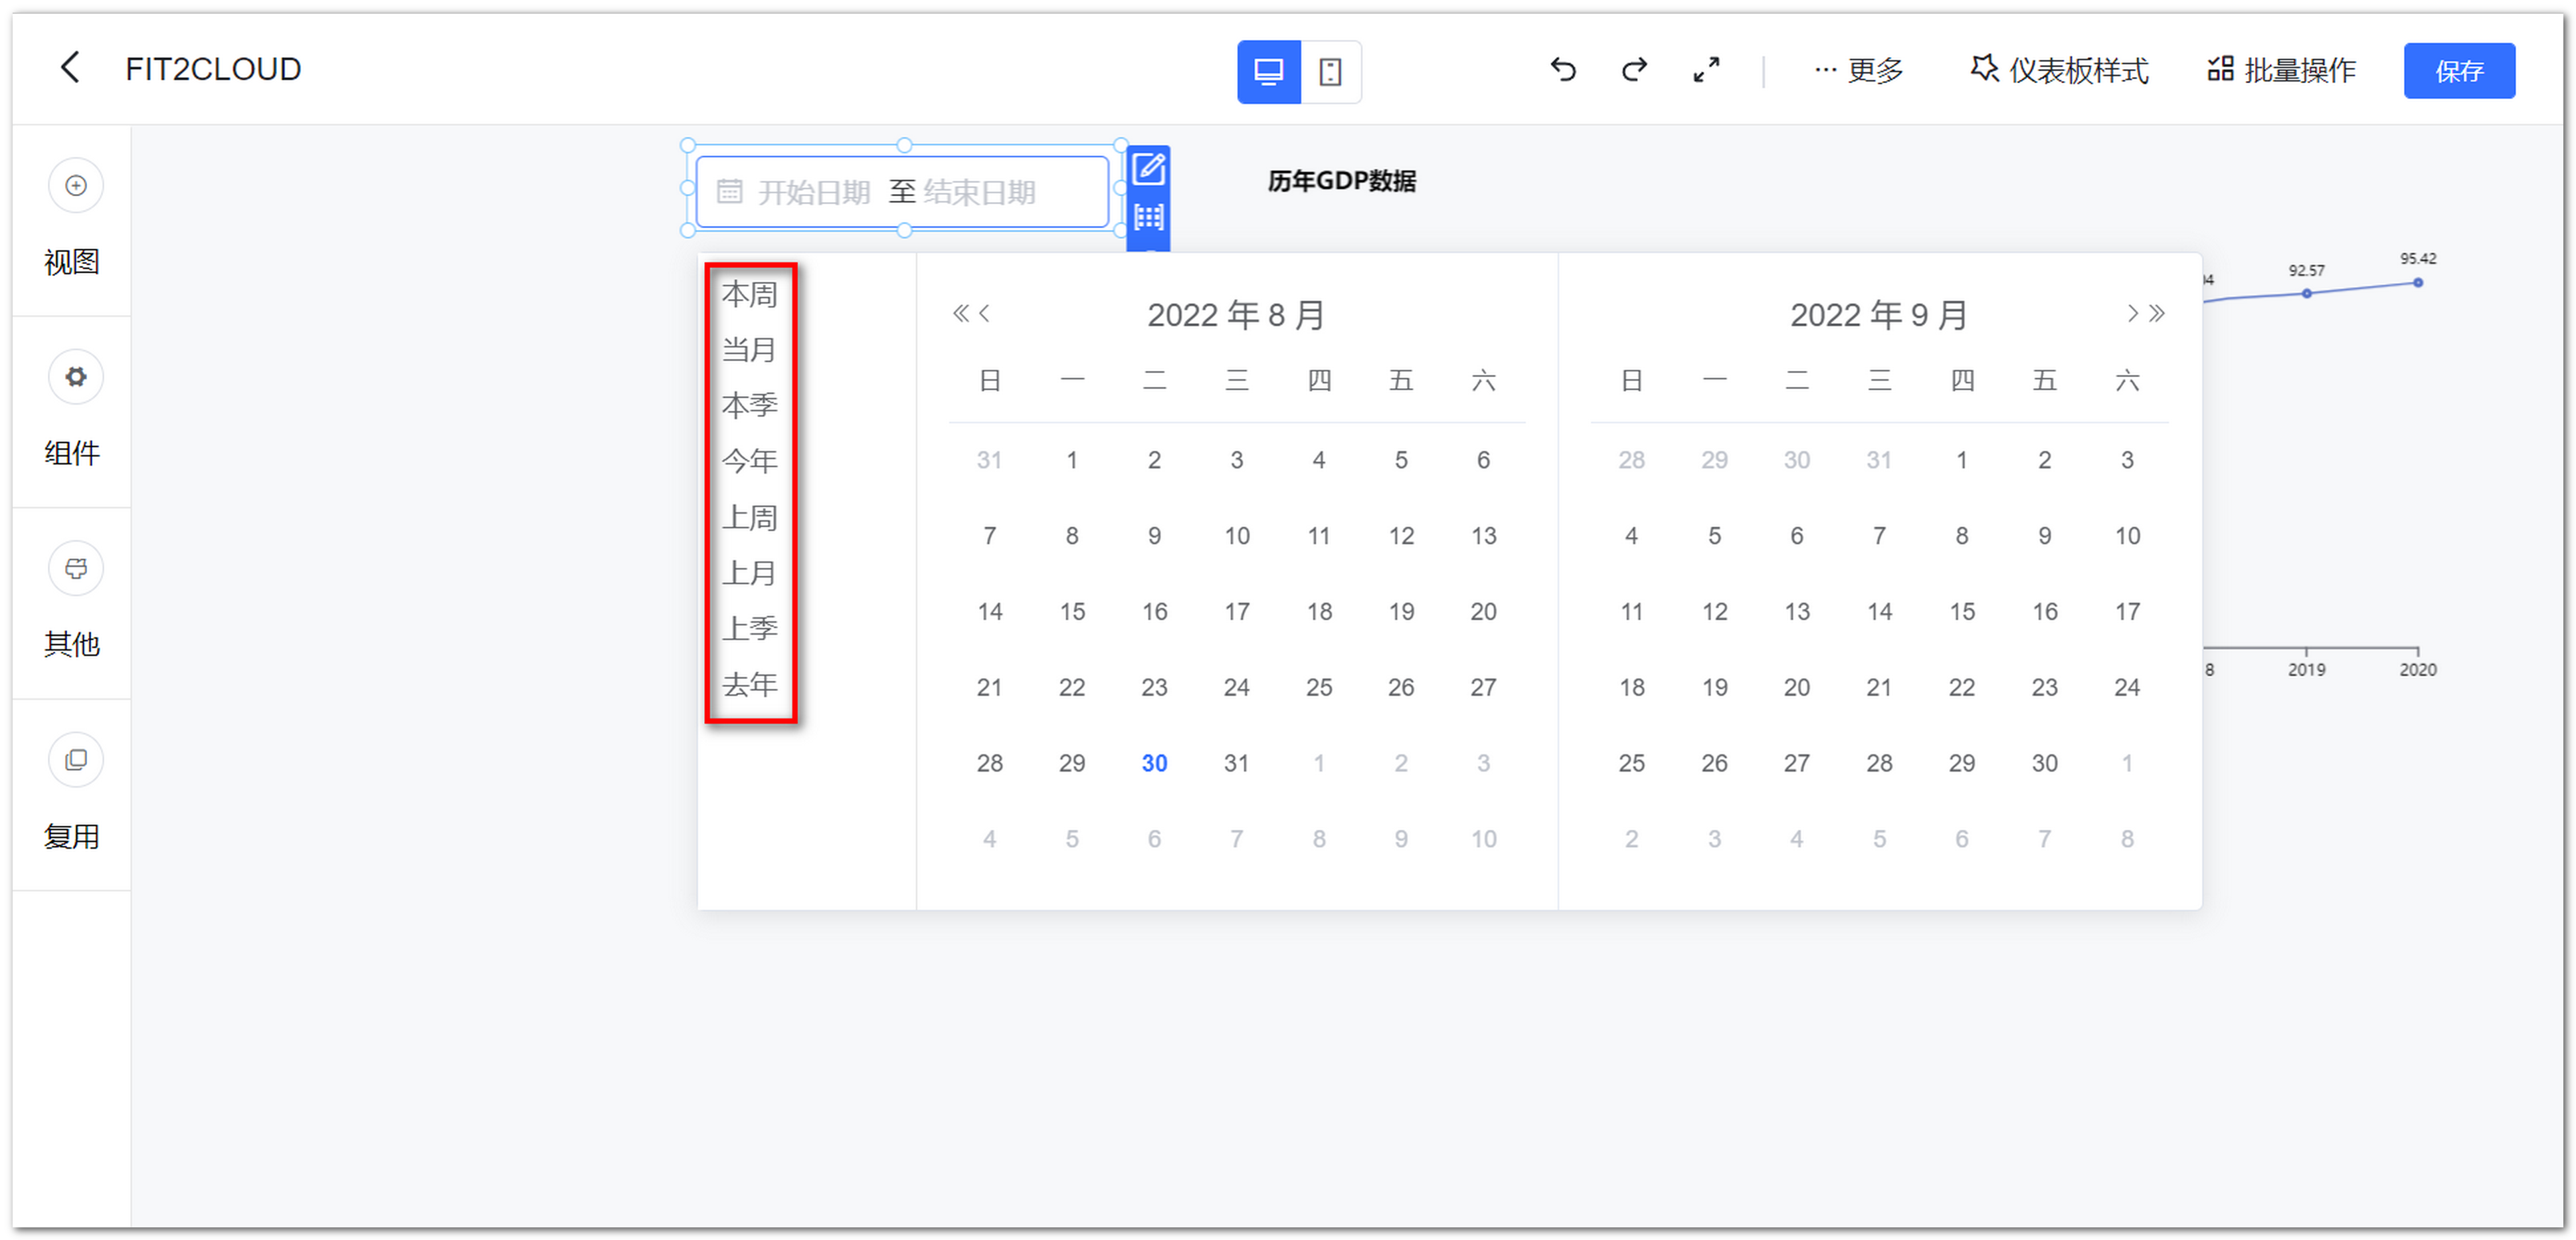 FIT2CLOUD
更多
仪表板样式
批量操作
保存
视图
组件
其他
复用
开始日期 至 结束日期
历年GDP数据
本周
当月
本季
今年
上周
上月
上季
去年
2022 年 8 月
日 一 二 三 四 五 六
31 1 2 3 4 5 6
7 8 9 10 11 12 13
14 15 16 17 18 19 20
21 22 23 24 25 26 27
28 29 30 31 1 2 3
4 5 6 7 8 9 10
2022 年 9 月
日 一 二 三 四 五 六
28 29 30 31 1 2 3
4 5 6 7 8 9 10
11 12 13 14 15 16 17
18 19 20 21 22 23 24
25 26 27 28 29 30 1
2 3 4 5 6 7 8
92.57
95.42
8
2019
2020